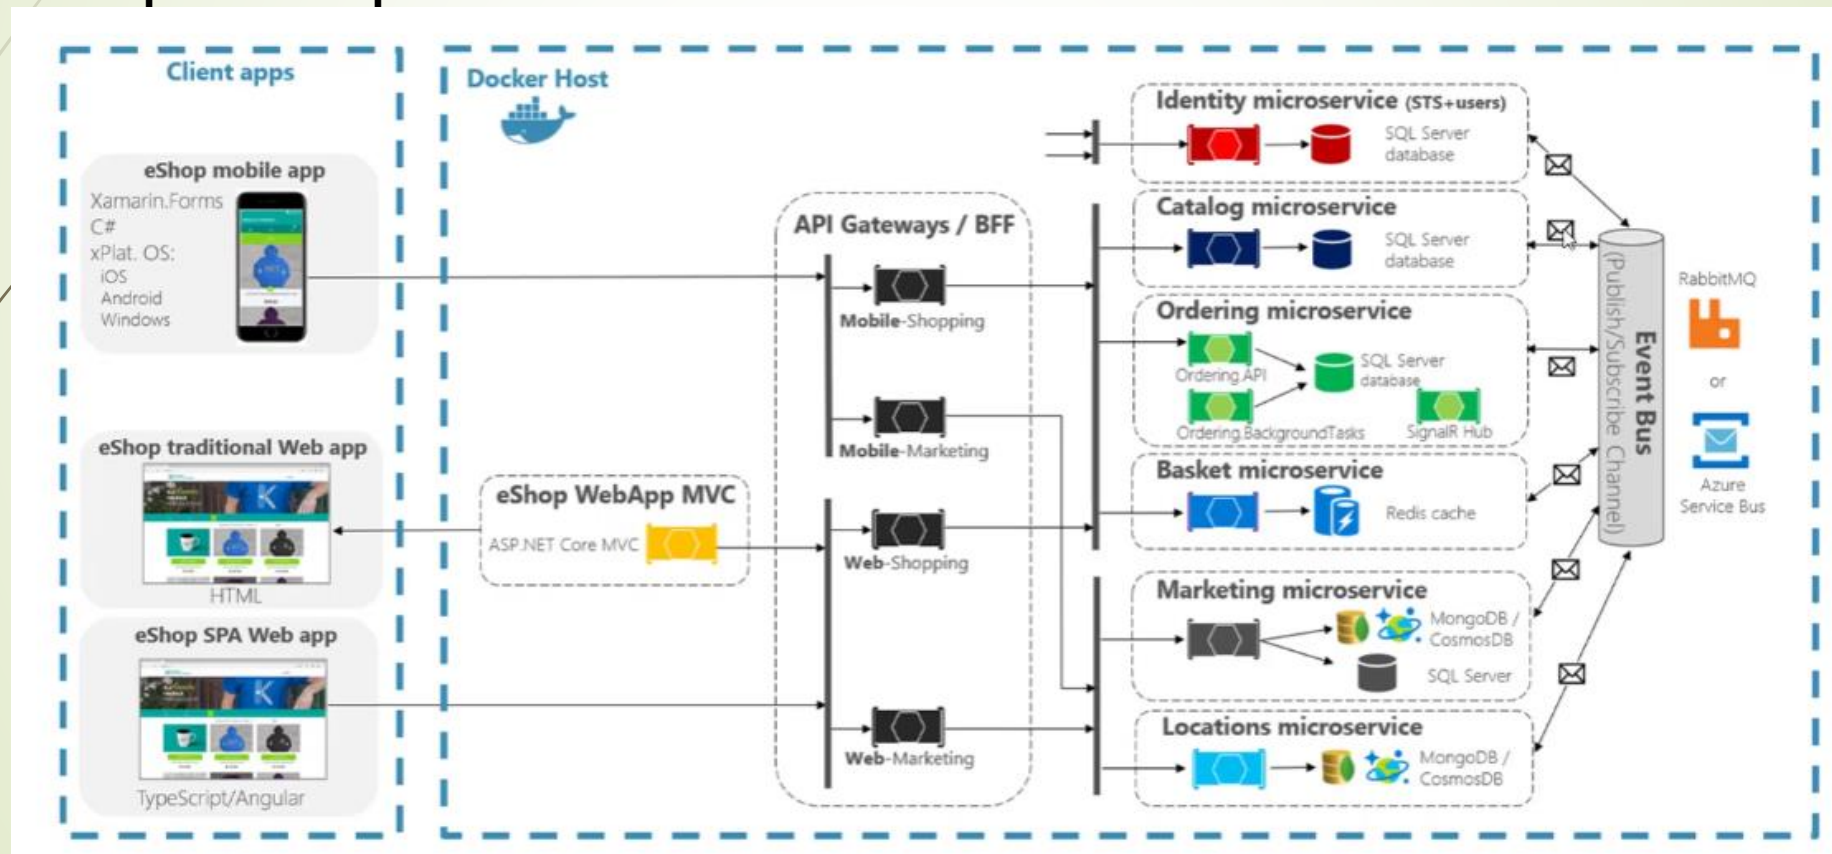 Client apps
eShop mobile app
Xamarin.Forms
C#
xPlat. OS:
iOS
Android
Windows
eShop traditional Web app
HTML
eShop SPA Web app
TypeScript/Angular
Docker Host
eShop WebApp MVC
ASP.NET Core MVC
API Gateways / BFF
Mobile-Shopping
Mobile-Marketing
Web-Shopping
Web-Marketing
Identity microservice (STS+users)
SQL Server
database
Catalog microservice
SQL Server
database
Ordering microservice
Ordering.API
SQL Server
database
Ordering.BackgroundTasks
SignalR Hub
Basket microservice
Redis cache
Marketing microservice
MongoDB /
CosmosDB
SQL Server
Locations microservice
MongoDB /
CosmosDB
Event Bus
(Publish/Subscribe Channel)
RabbitMQ
or
Azure
Service Bus